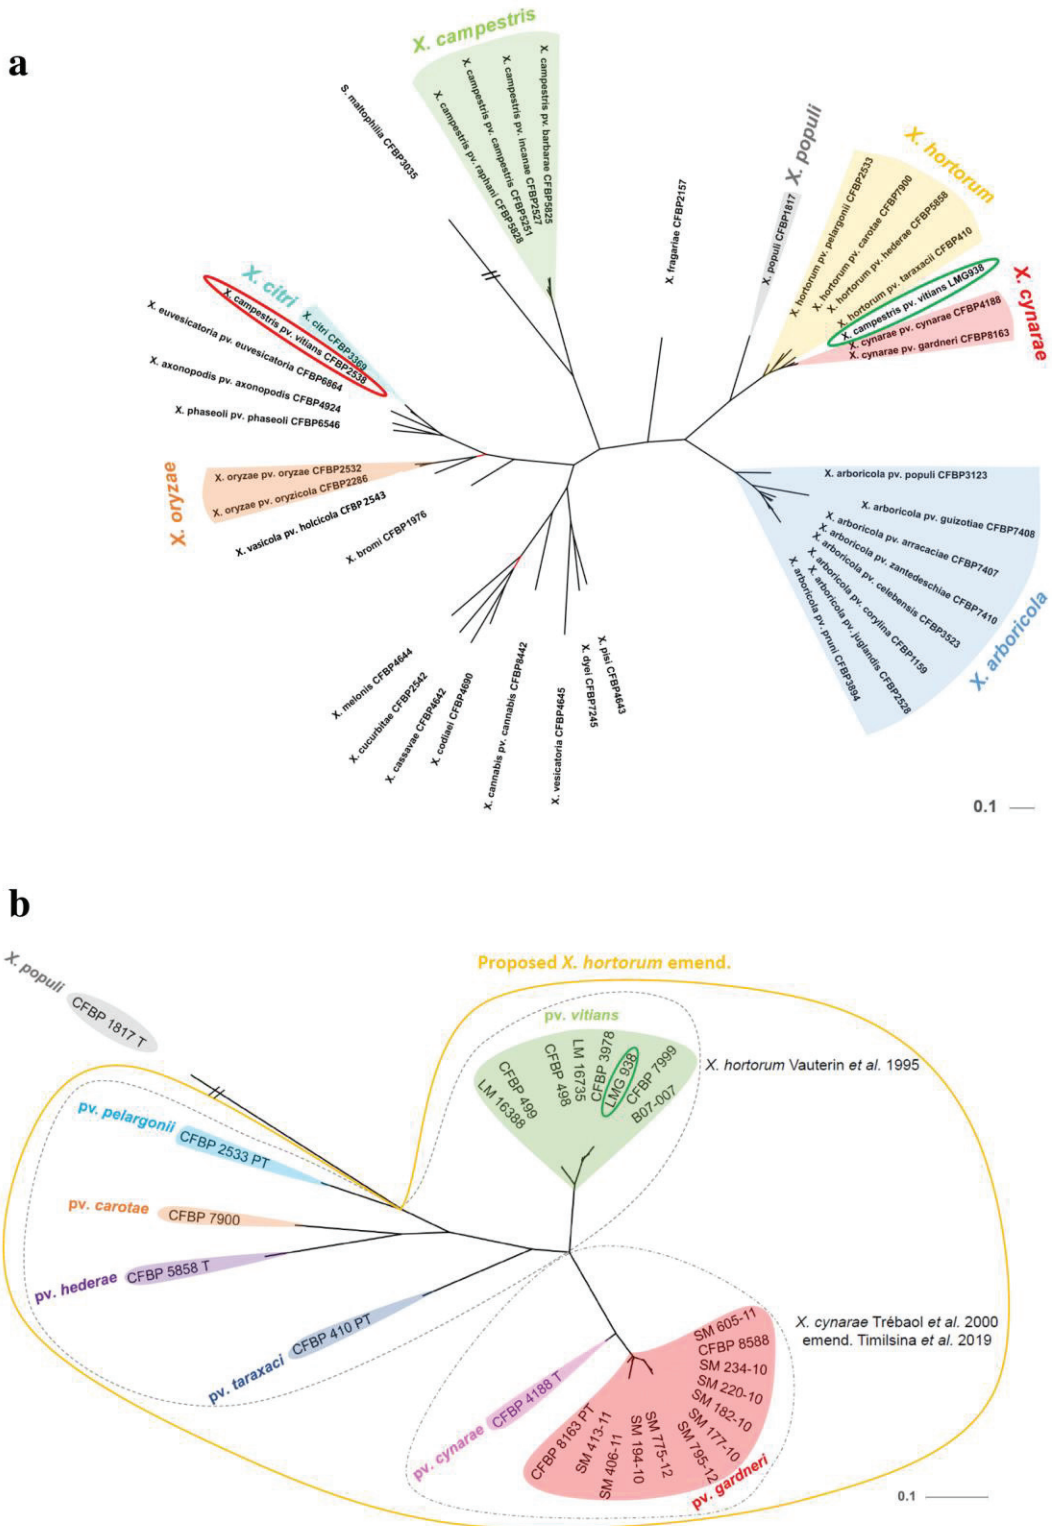 a
X. campestris
S. maltophilia CFBP3035
X. campestris pv. raphani CFBP5828
X. campestris pv. campestris CFBP5251
X. campestris pv. incanae CFBP2527
X. campestris pv. barbarae CFBP5825
X. fragariae CFBP2157
X. populi
X. populi CFBP1817
X. hortorum
X. hortorum pv. pelargonii CFBP2533
X. hortorum pv. carotae CFBP7900
X. hortorum pv. hederae CFBP5858
X. hortorum pv. taraxacii CFBP410
X. campestris pv. vitians LMG938
X. cynarae
X. cynarae pv. cynarae CFBP4188
X. cynarae pv. gardneri CFBP8163
X. citri
X. citri CFBP3369
X. campestris pv. vitians CFBP2538
X. euvesicatoria pv. euvesicatoria CFBP6864
X. axonopodis pv. axonopodis CFBP4924
X. phaseoli pv. phaseoli CFBP6546
X. oryzae
X. oryzae pv. oryzae CFBP2532
X. oryzae pv. oryzicola CFBP2286
X. vasicola pv. holcicola CFBP2543
X. bromi CFBP1976
X. melonis CFBP4644
X. cucurbitae CFBP2542
X. cassavae CFBP4642
X. codiaei CFBP4690
X. cannabis pv. cannabis CFBP8442
X. vesicatoria CFBP4645
X. dyei CFBP7245
X. pisi CFBP4643
X. arboricola pv. populi CFBP3123
X. arboricola pv. guizotiae CFBP7408
X. arboricola pv. arracaciae CFBP7407
X. arboricola pv. zantedeschiae CFBP7410
X. arboricola pv. celebensis CFBP3523
X. arboricola pv. corylina CFBP1159
X. arboricola pv. juglandis CFBP2528
X. arboricola pv. pruni CFBP3894
X. arboricola
0.1
b
X. populi
CFBP 1817 T
Proposed X. hortorum emend.
pv. vitians
LM 16388
CFBP 499
CFBP 498
LM 16735
CFBP 3978
LMG 938
CFBP 7999
B07-007
X. hortorum Vauterin et al. 1995
pv. pelargonii
CFBP 2533 PT
pv. carotae
CFBP 7900
pv. hederae
CFBP 5858 T
pv. taraxaci
CFBP 410 PT
X. cynarae Trébaol et al. 2000
emend. Timilsina et al. 2019
pv. cynarae
CFBP 4188 T
SM 605-11
CFBP 8588
SM 234-10
SM 220-10
SM 182-10
SM 177-10
SM 795-12
SM 775-12
SM 194-10
SM 406-11
SM 413-11
CFBP 8163 PT
pv. gardneri
0.1